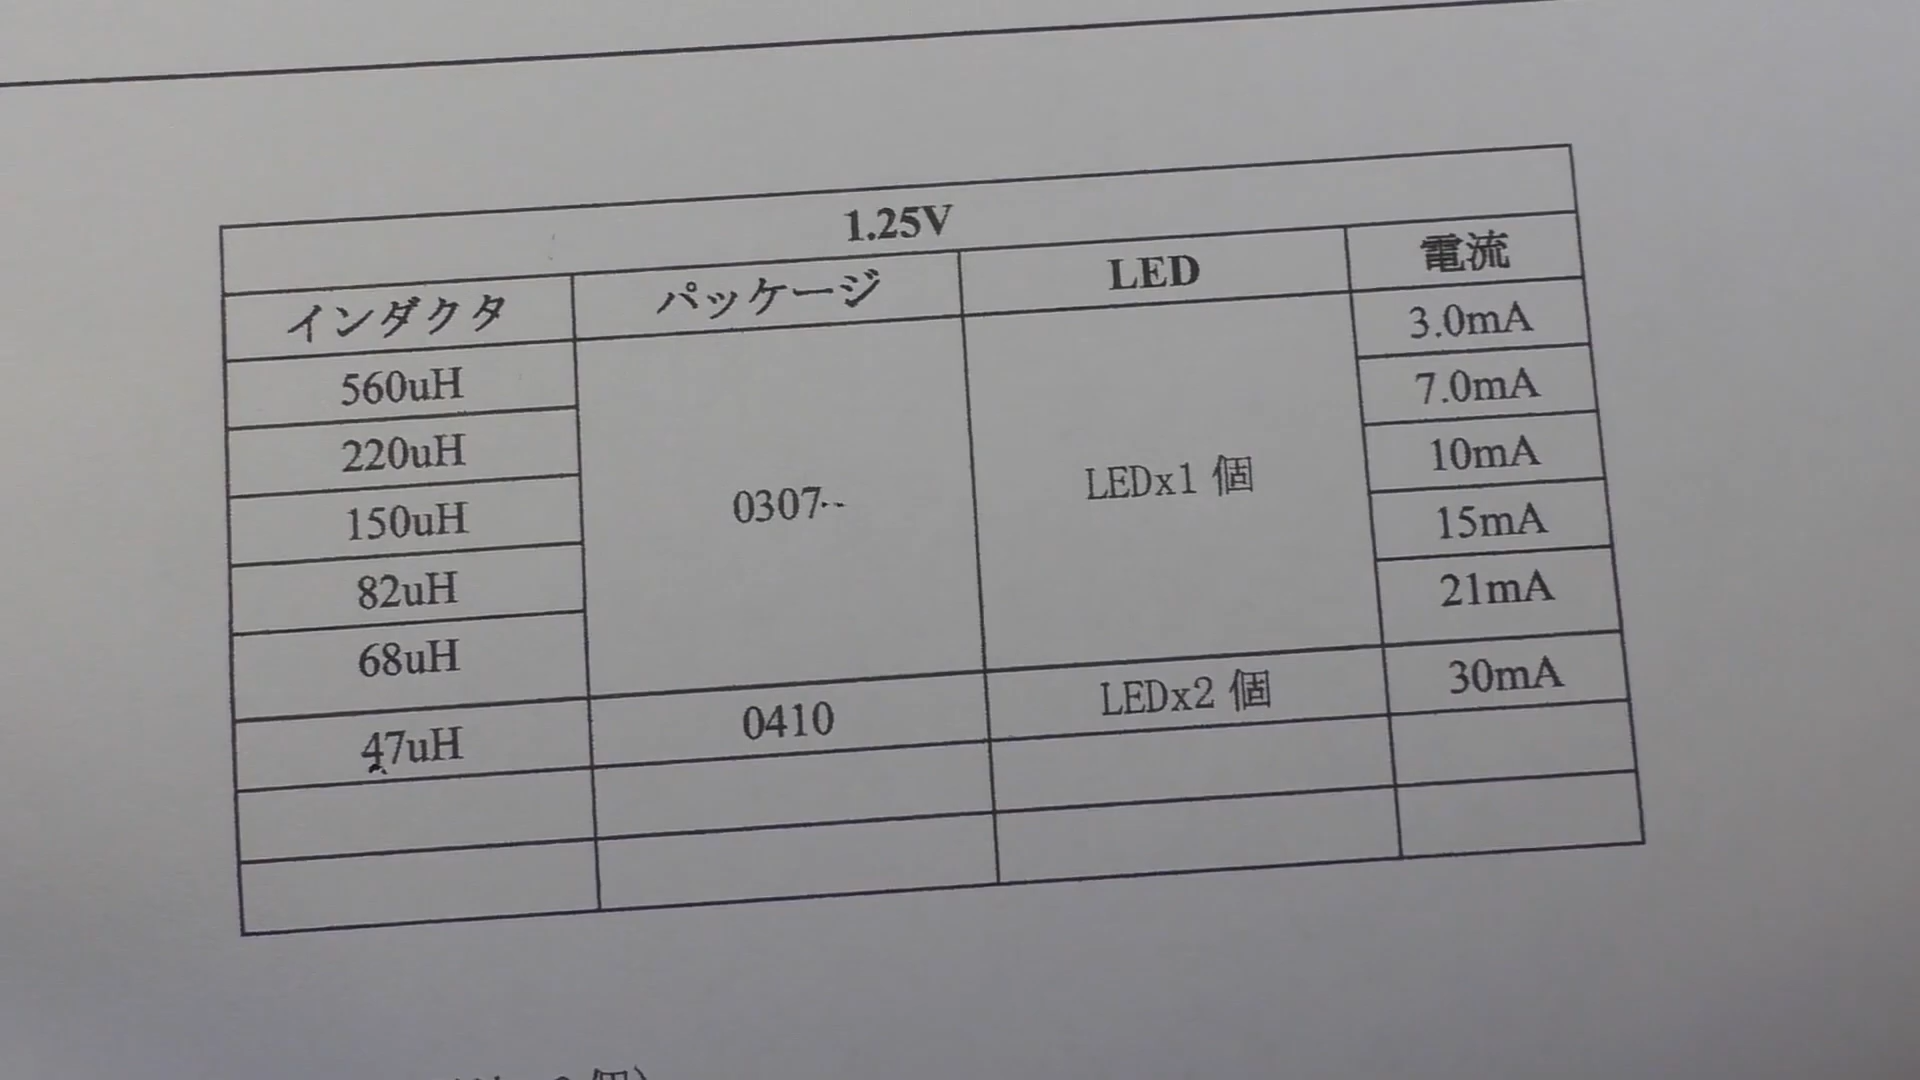 1.25V
インダクタ パッケージ LED 電流
560uH 0307 LEDx1 個 3.0mA
220uH 7.0mA
150uH 10mA
82uH 15mA
68uH 21mA
47uH 0410 LEDx2 個 30mA
個)